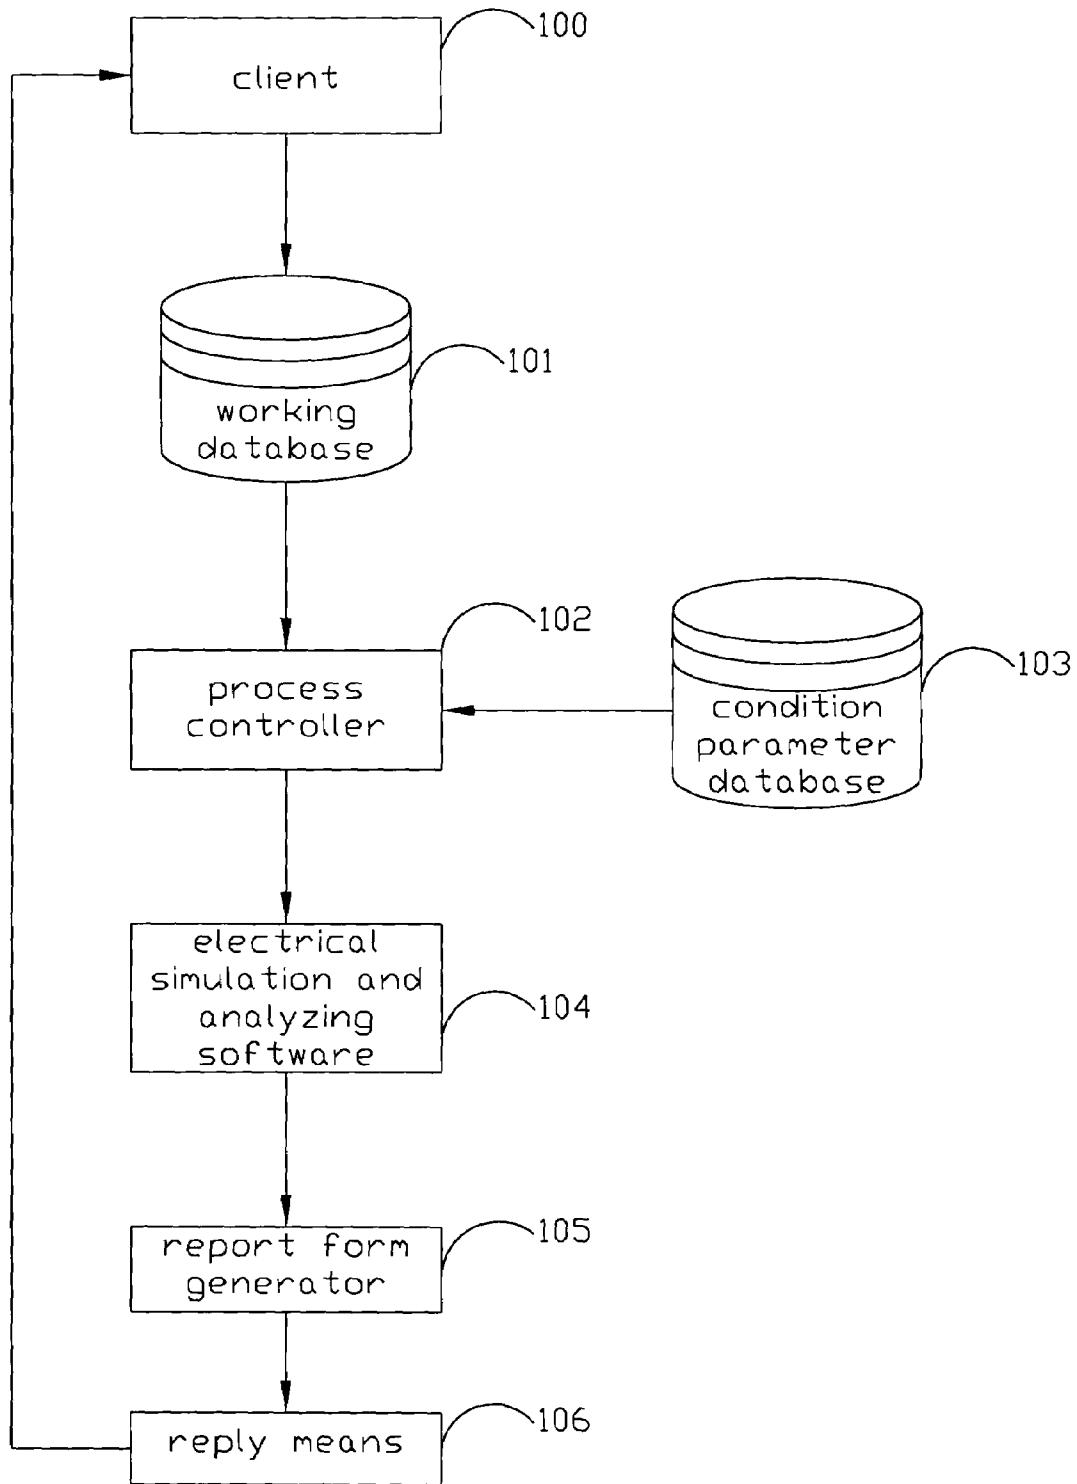 100
client
101
working
database
102
process
controller
103
condition
parameter
database
electrical
simulation and
analyzing
software
104
105
report form
generator
106
reply means